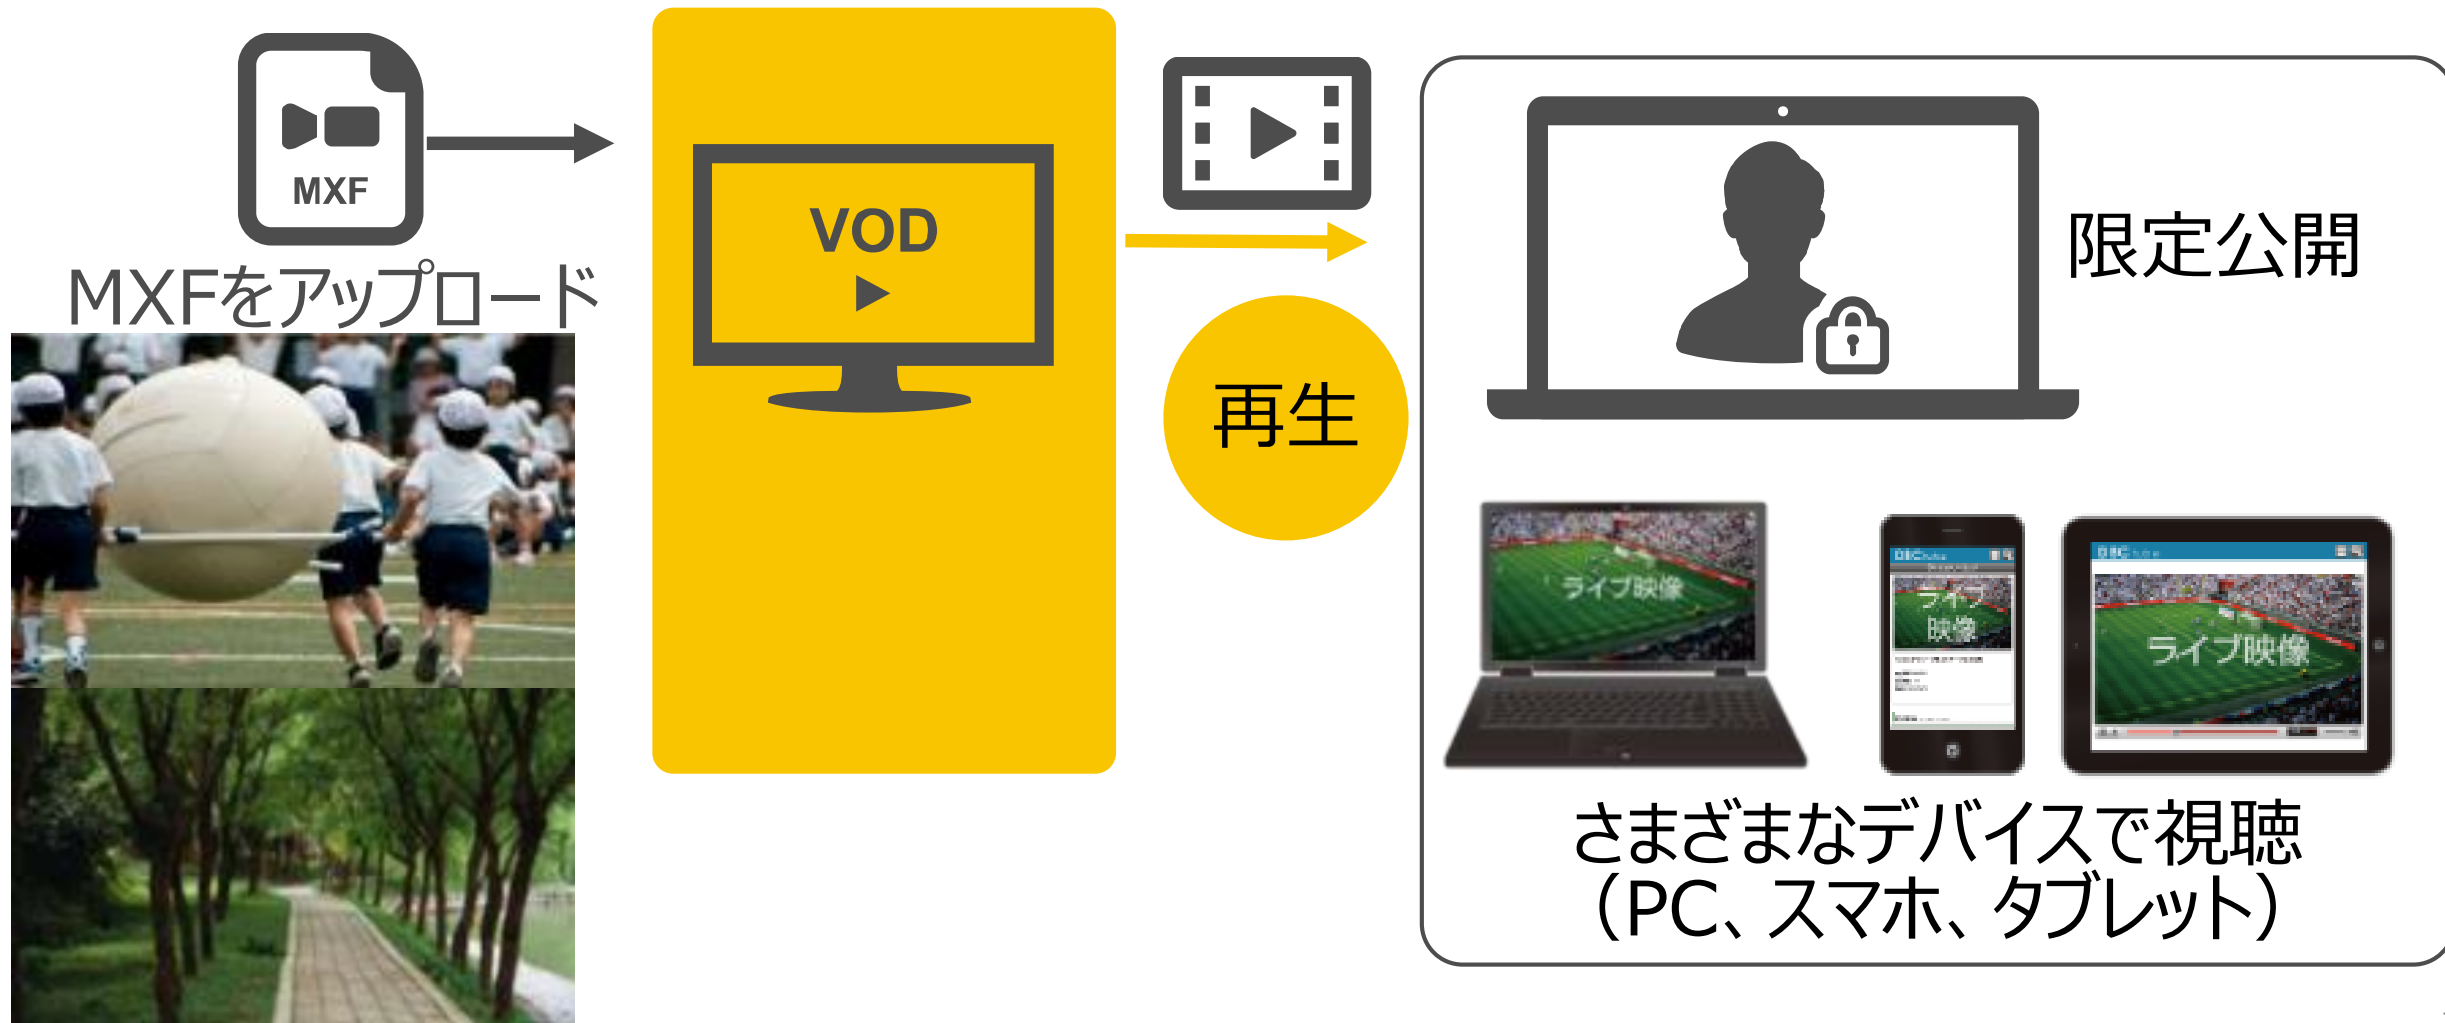 MXF
MXFをアップロード
VOD
再生
限定公開
ライブ映像
ライブ
映像
ライブ映像
さまざまなデバイスで視聴
（PC、スマホ、タブレット）